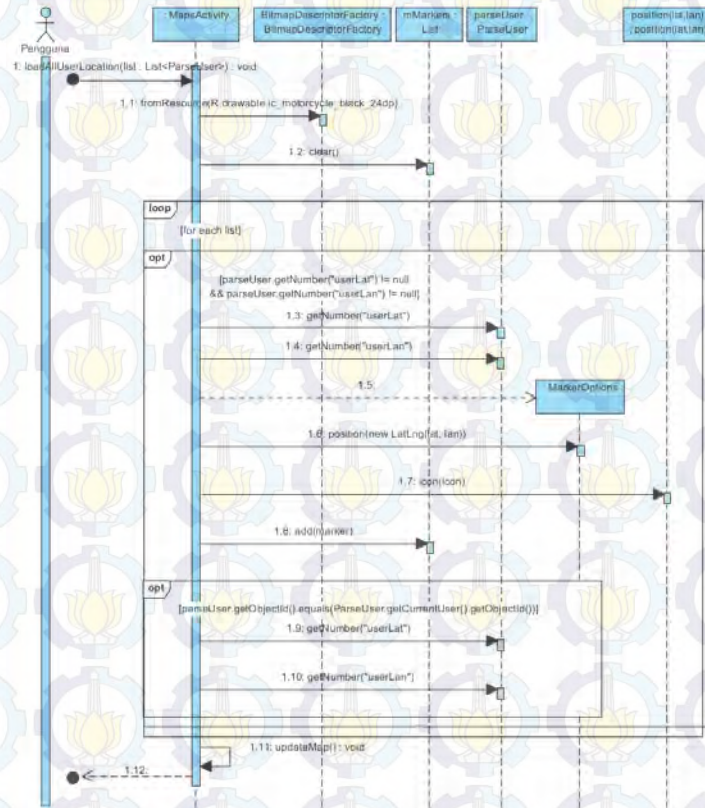 Pengguna
: MapsActivity
BitmapDescriptorFactory :
BitmapDescriptorFactory
mMarkers :
List
parseUser :
ParseUser
position(lat,lan)
: position(lat,lan)
1: loadAllUserLocation(list : List<ParseUser>) : void
1.1: fromResource(R.drawable.ic_motorcycle_black_24dp)
1.2: clear()
loop
[for each list]
opt
[parseUser.getNumber("userLat") != null
&& parseUser.getNumber("userLan") != null]
1.3: getNumber("userLat")
1.4: getNumber("userLan")
1.5:
MarkerOptions
1.6: position(new LatLng(lat, lan))
1.7: icon(icon)
1.8: add(marker)
opt
[parseUser.getObjectId().equals(ParseUser.getCurrentUser().getObjectId())]
1.9: getNumber("userLat")
1.10: getNumber("userLan")
1.11: updateMap() : void
1.12: